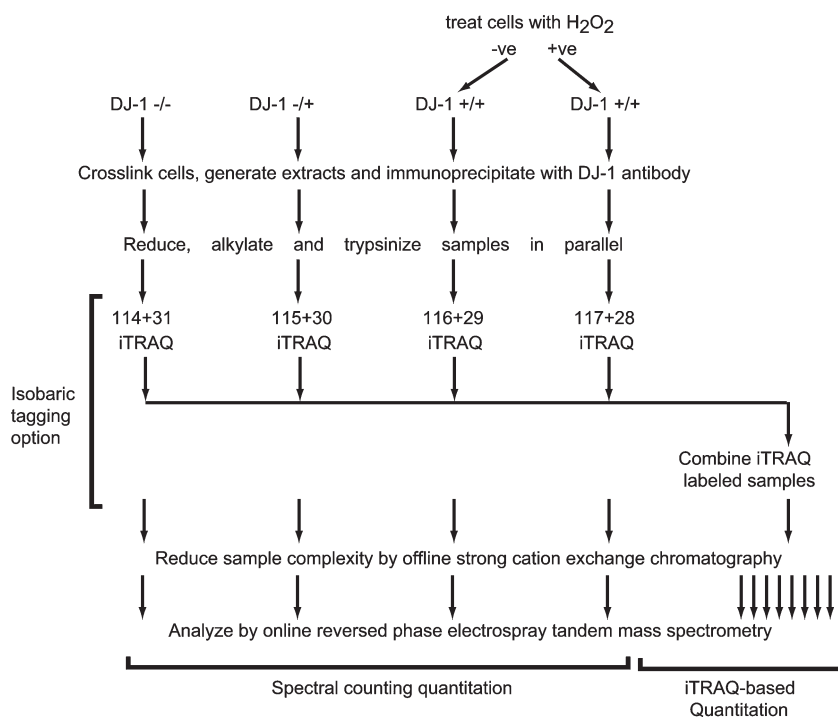 treat cells with H2O2
-ve +ve
DJ-1 -/- DJ-1 -/+ DJ-1 +/+ DJ-1 +/+
Crosslink cells, generate extracts and immunoprecipitate with DJ-1 antibody
Reduce, alkylate and trypsinize samples in parallel
114+31 115+30 116+29 117+28
iTRAQ iTRAQ iTRAQ iTRAQ
Isobaric
tagging
option
Combine iTRAQ
labeled samples
Reduce sample complexity by offline strong cation exchange chromatography
Analyze by online reversed phase electrospray tandem mass spectrometry
Spectral counting quantitation
iTRAQ-based
Quantitation